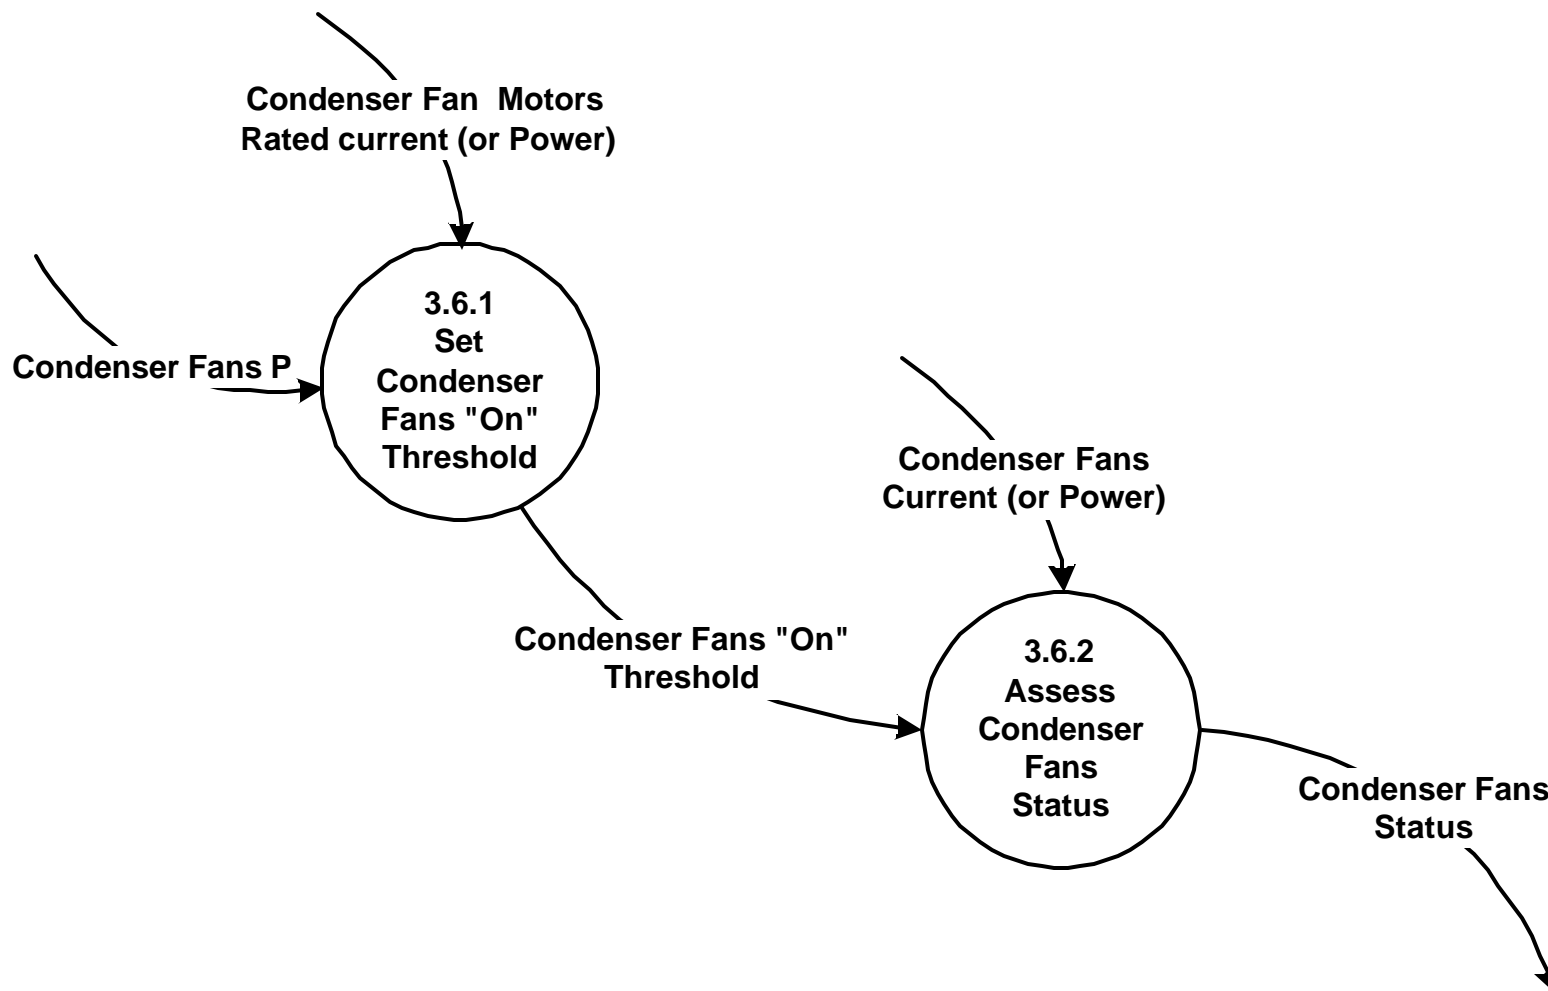 Condenser Fan  Motors
Rated current (or Power)
3.6.1
Set
Condenser
Fans "On"
Threshold
Condenser Fans P
Condenser Fans
Current (or Power)
Condenser Fans "On"
Threshold
3.6.2
Assess
Condenser
Fans
Status
Condenser Fans
Status